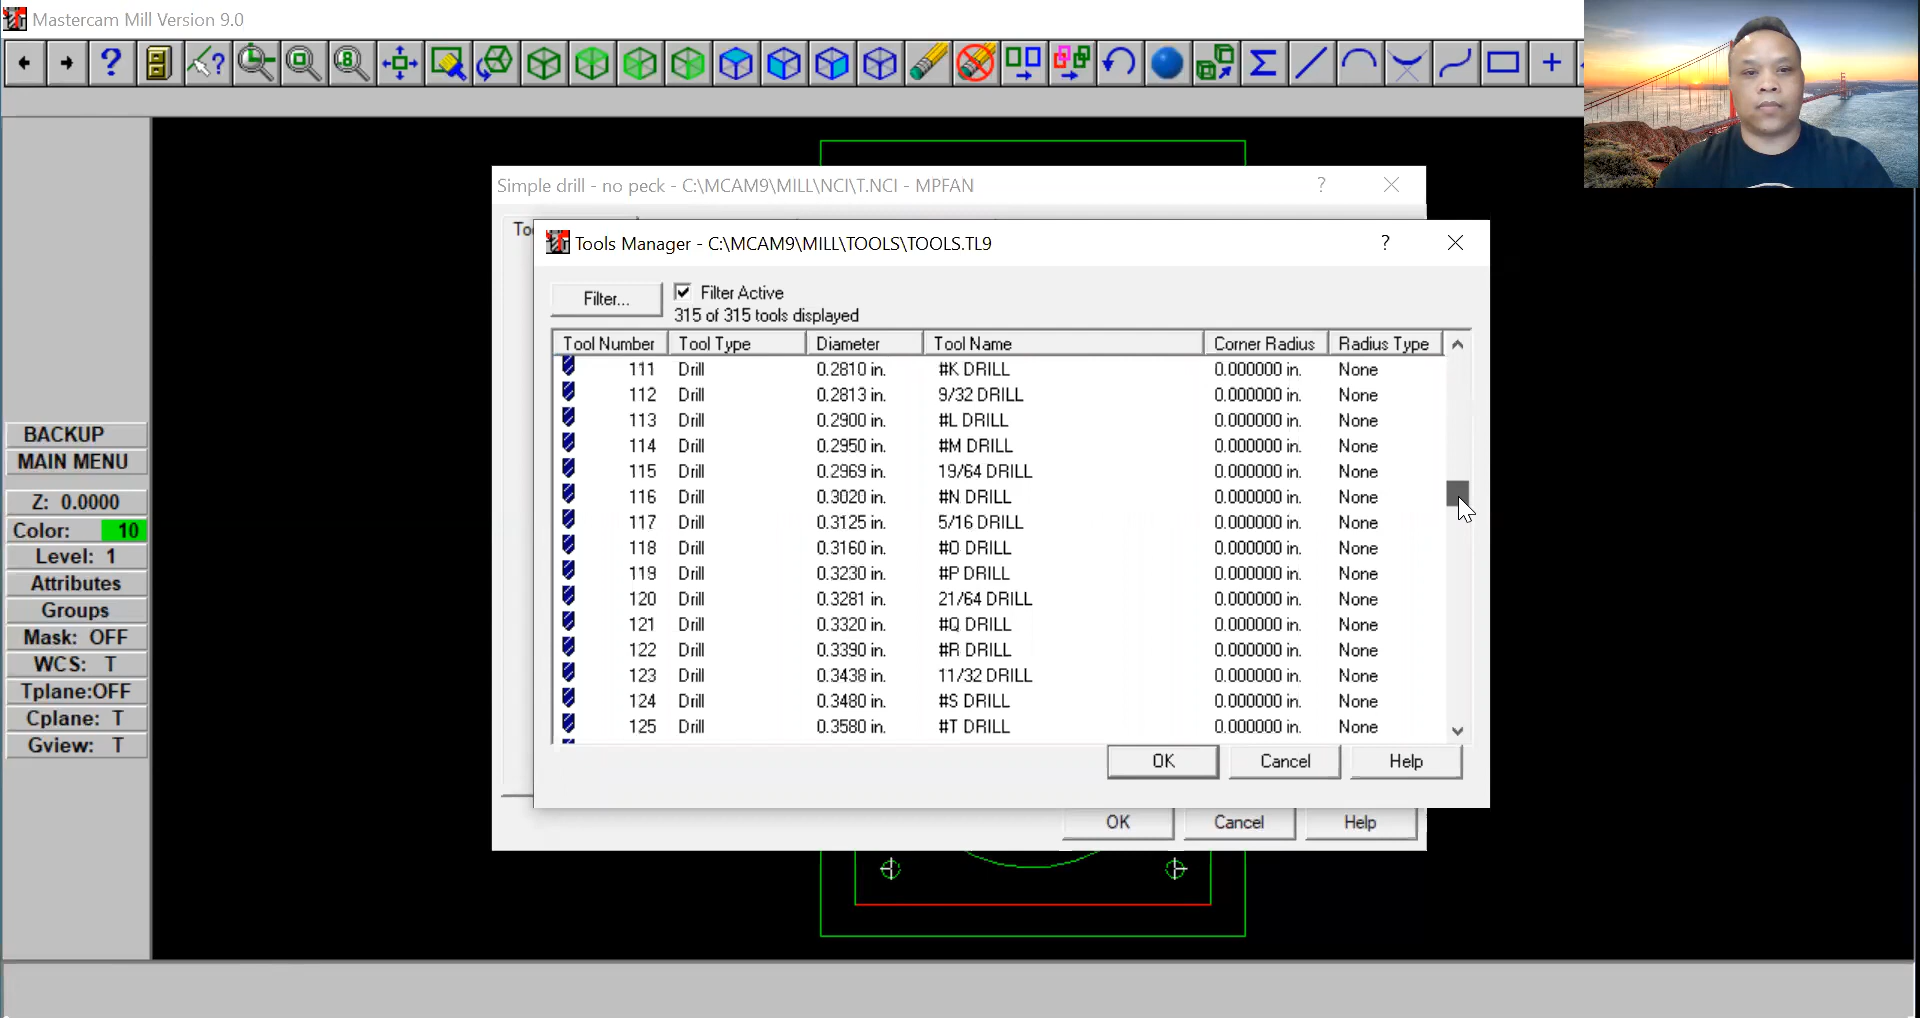 Mastercam Mill Version 9.0
Simple drill - no peck - C:\MCAM9\MILL\NCI\T.NCI - MPFAN
Too
Tools Manager - C:\MCAM9\MILL\TOOLS\TOOLS.TL9
Filter...
Filter Active
315 of 315 tools displayed
Tool Number Tool Type Diameter Tool Name Corner Radius Radius Type
111 Drill 0.2810 in. #K DRILL 0.000000 in. None
112 Drill 0.2813 in. 9/32 DRILL 0.000000 in. None
113 Drill 0.2900 in. #L DRILL 0.000000 in. None
114 Drill 0.2950 in. #M DRILL 0.000000 in. None
115 Drill 0.2969 in. 19/64 DRILL 0.000000 in. None
116 Drill 0.3020 in. #N DRILL 0.000000 in. None
117 Drill 0.3125 in. 5/16 DRILL 0.000000 in. None
118 Drill 0.3160 in. #O DRILL 0.000000 in. None
119 Drill 0.3230 in. #P DRILL 0.000000 in. None
120 Drill 0.3281 in. 21/64 DRILL 0.000000 in. None
121 Drill 0.3320 in. #Q DRILL 0.000000 in. None
122 Drill 0.3390 in. #R DRILL 0.000000 in. None
123 Drill 0.3438 in. 11/32 DRILL 0.000000 in. None
124 Drill 0.3480 in. #S DRILL 0.000000 in. None
125 Drill 0.3580 in. #T DRILL 0.000000 in. None
OK Cancel Help
OK Cancel Help
BACKUP
MAIN MENU
Z: 0.0000
Color: 10
Level: 1
Attributes
Groups
Mask: OFF
WCS: T
Tplane:OFF
Cplane: T
Gview: T